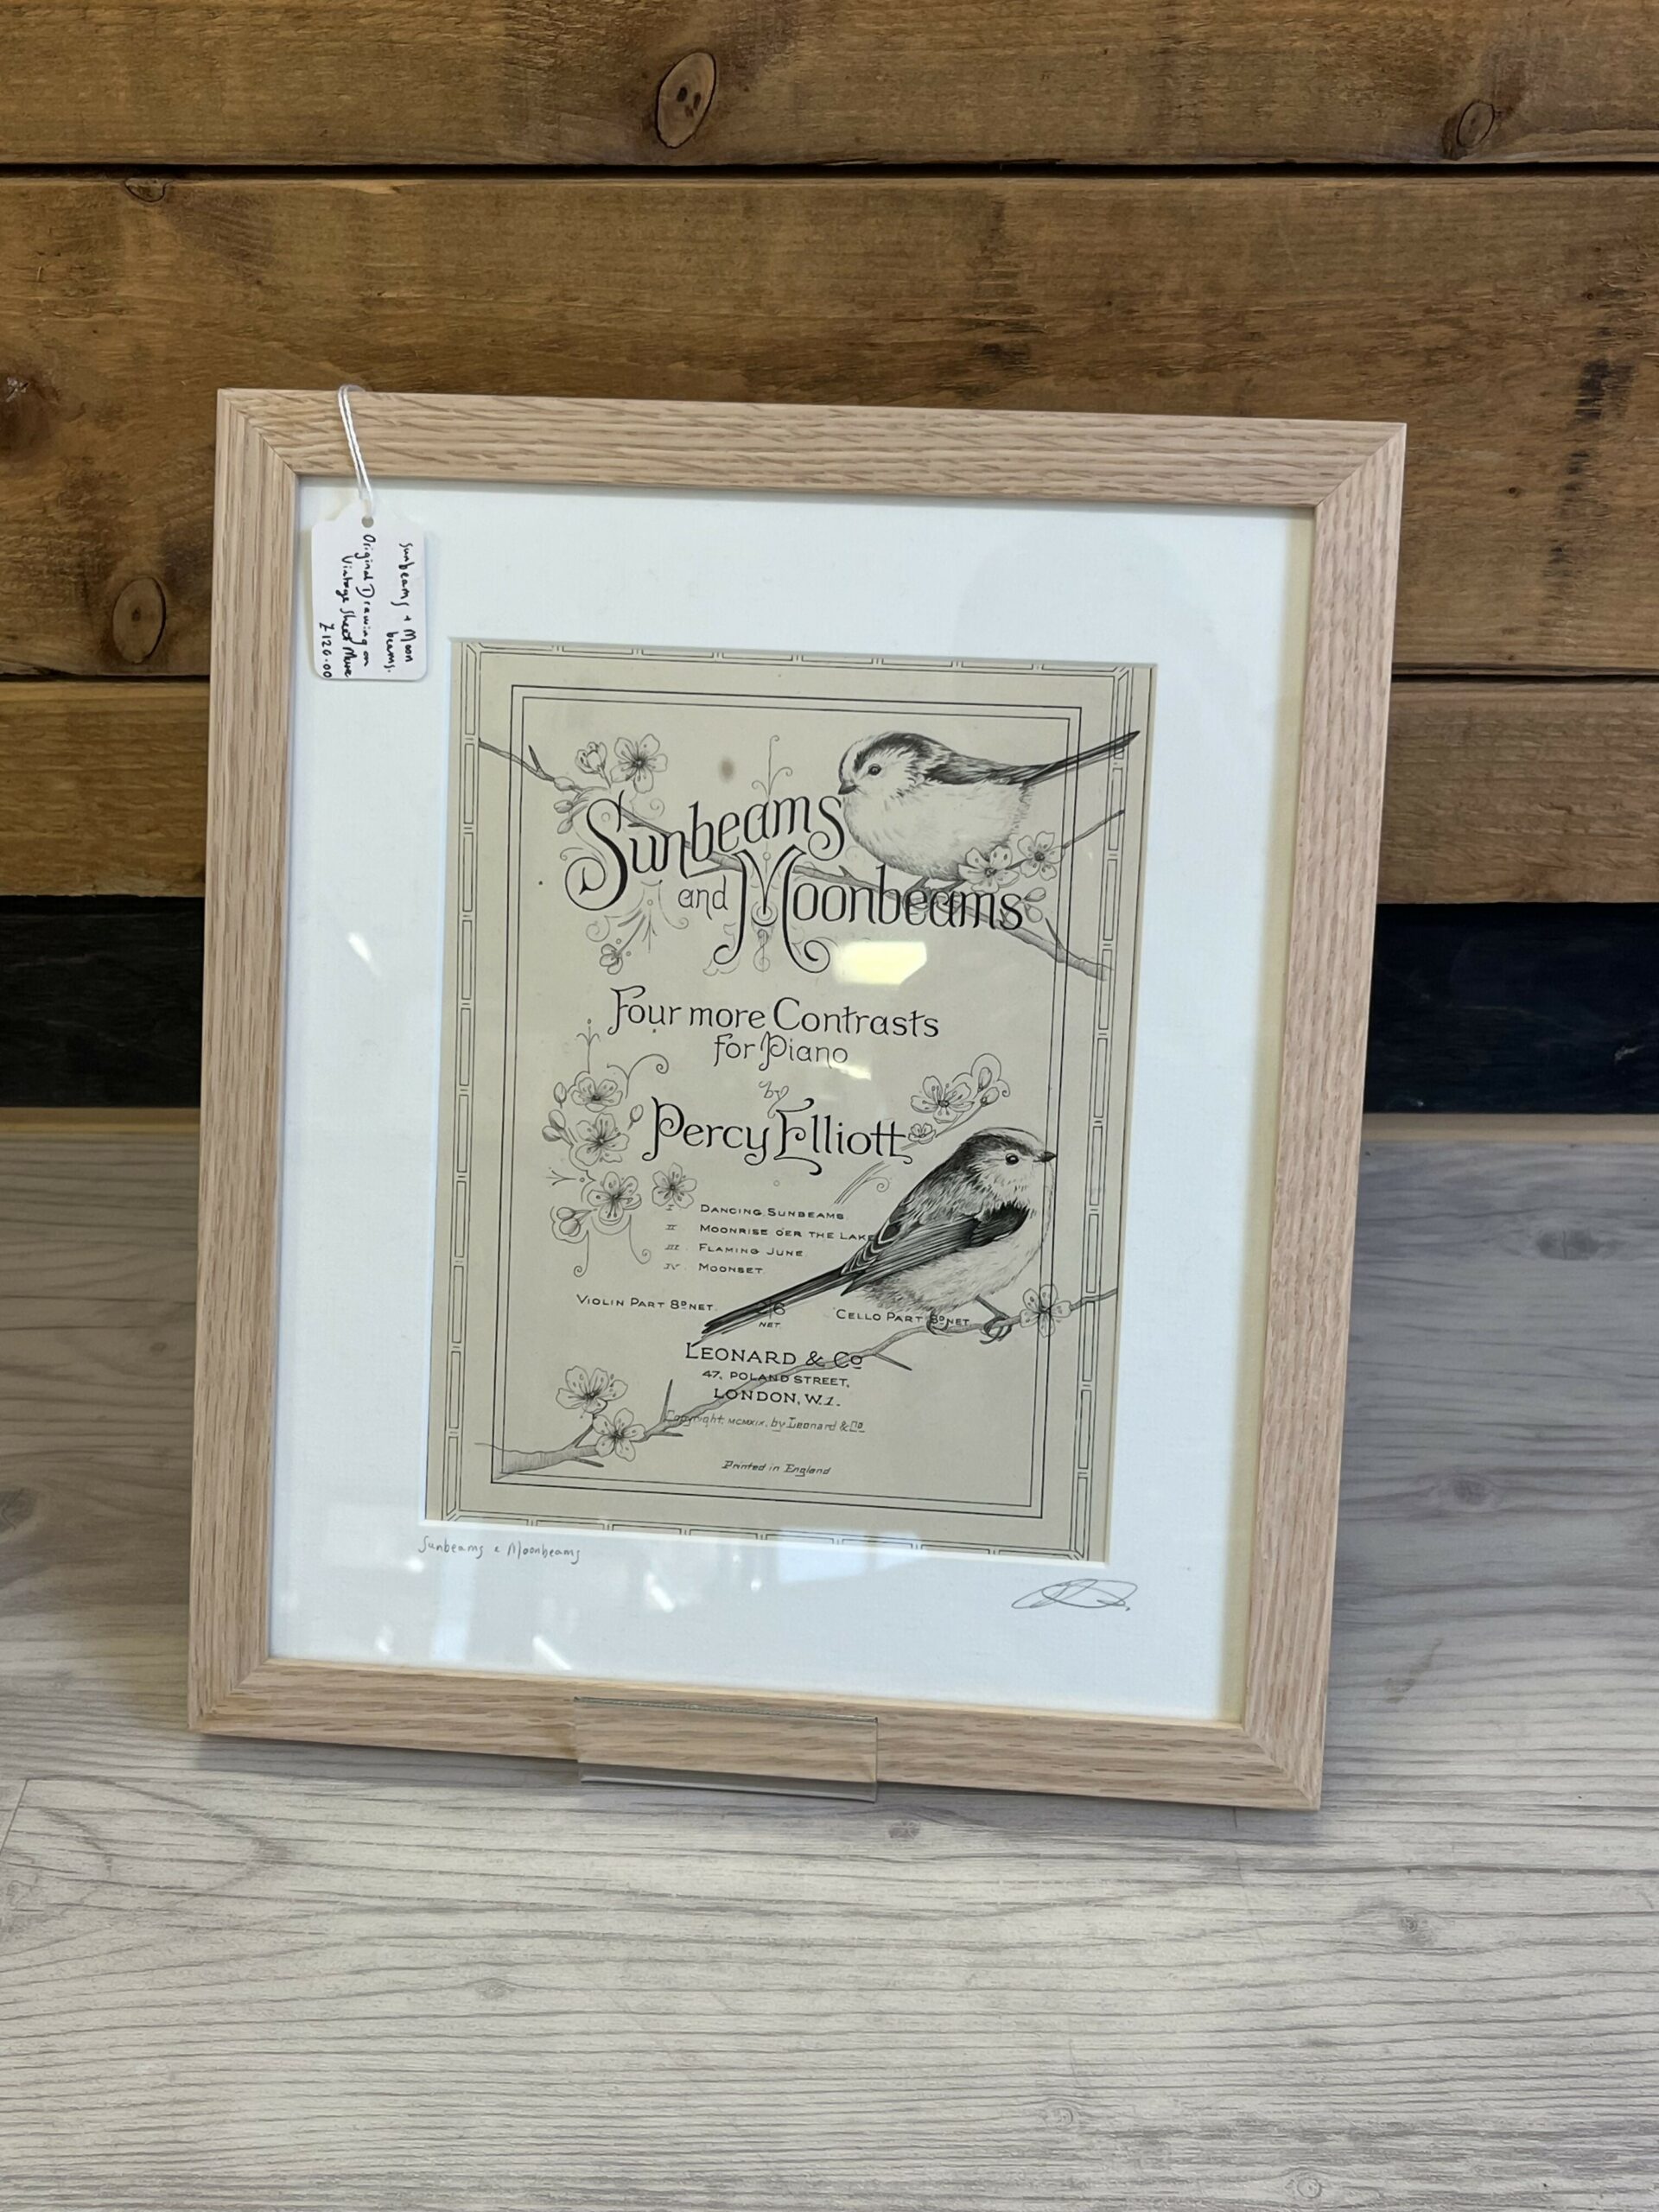 Sunbeams + Moon
beams.
Original Drawing on
Vintage Sheet Music
£120.00
Sunbeams
and Moonbeams
Four more Contrasts
for Piano
by
Percy Elliott
I DANCING SUNBEAMS
II MOONRISE O'ER THE LAKE
III. FLAMING JUNE
IV. MOONSET.
VIOLIN PART 8D NET.
2/6
NET.
CELLO PART 8D NET
LEONARD & Co
47, POLAND STREET,
LONDON, W.1.
Copyright. MCMXIX. by Leonard & Co.
Printed in England
Sunbeams & Moonbeams